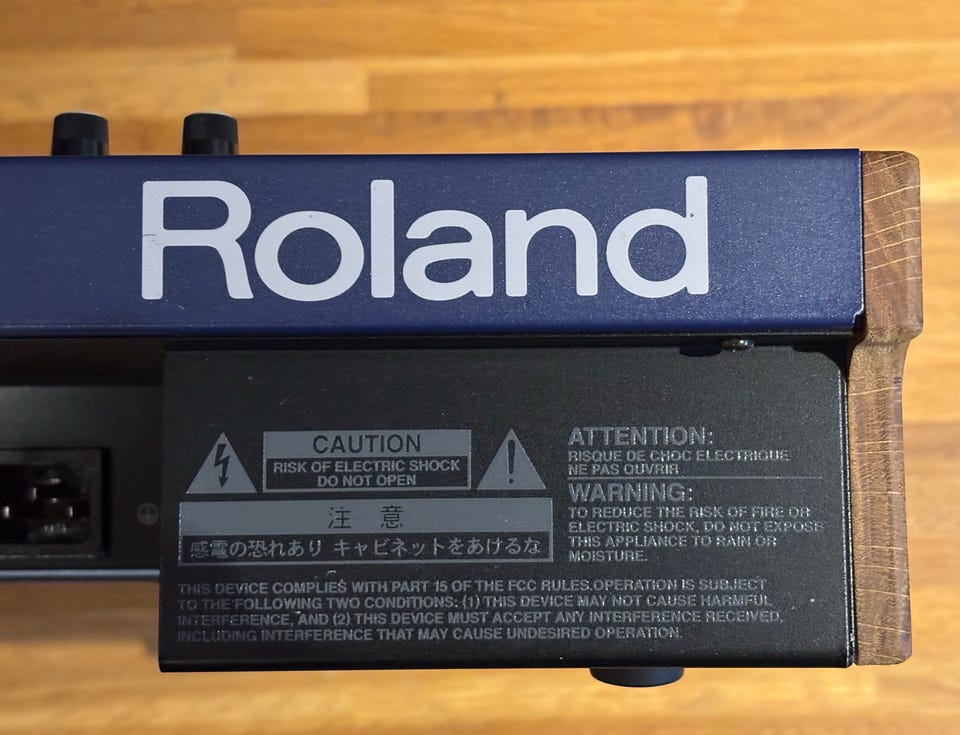 Roland
CAUTION
RISK OF ELECTRIC SHOCK
DO NOT OPEN
注 意
感電の恐れあり キャビネットをあけるな
ATTENTION:
RISQUE DE CHOC ELECTRIQUE
NE PAS OUVRIR
WARNING:
TO REDUCE THE RISK OF FIRE OR
ELECTRIC SHOCK, DO NOT EXPOSE
THIS APPLIANCE TO RAIN OR
MOISTURE.
THIS DEVICE COMPLIES WITH PART 15 OF THE FCC RULES.OPERATION IS SUBJECT
TO THE FOLLOWING TWO CONDITIONS: (1) THIS DEVICE MAY NOT CAUSE HARMFUL
INTERFERENCE, AND (2) THIS DEVICE MUST ACCEPT ANY INTERFERENCE RECEIVED,
INCLUDING INTERFERENCE THAT MAY CAUSE UNDESIRED OPERATION.